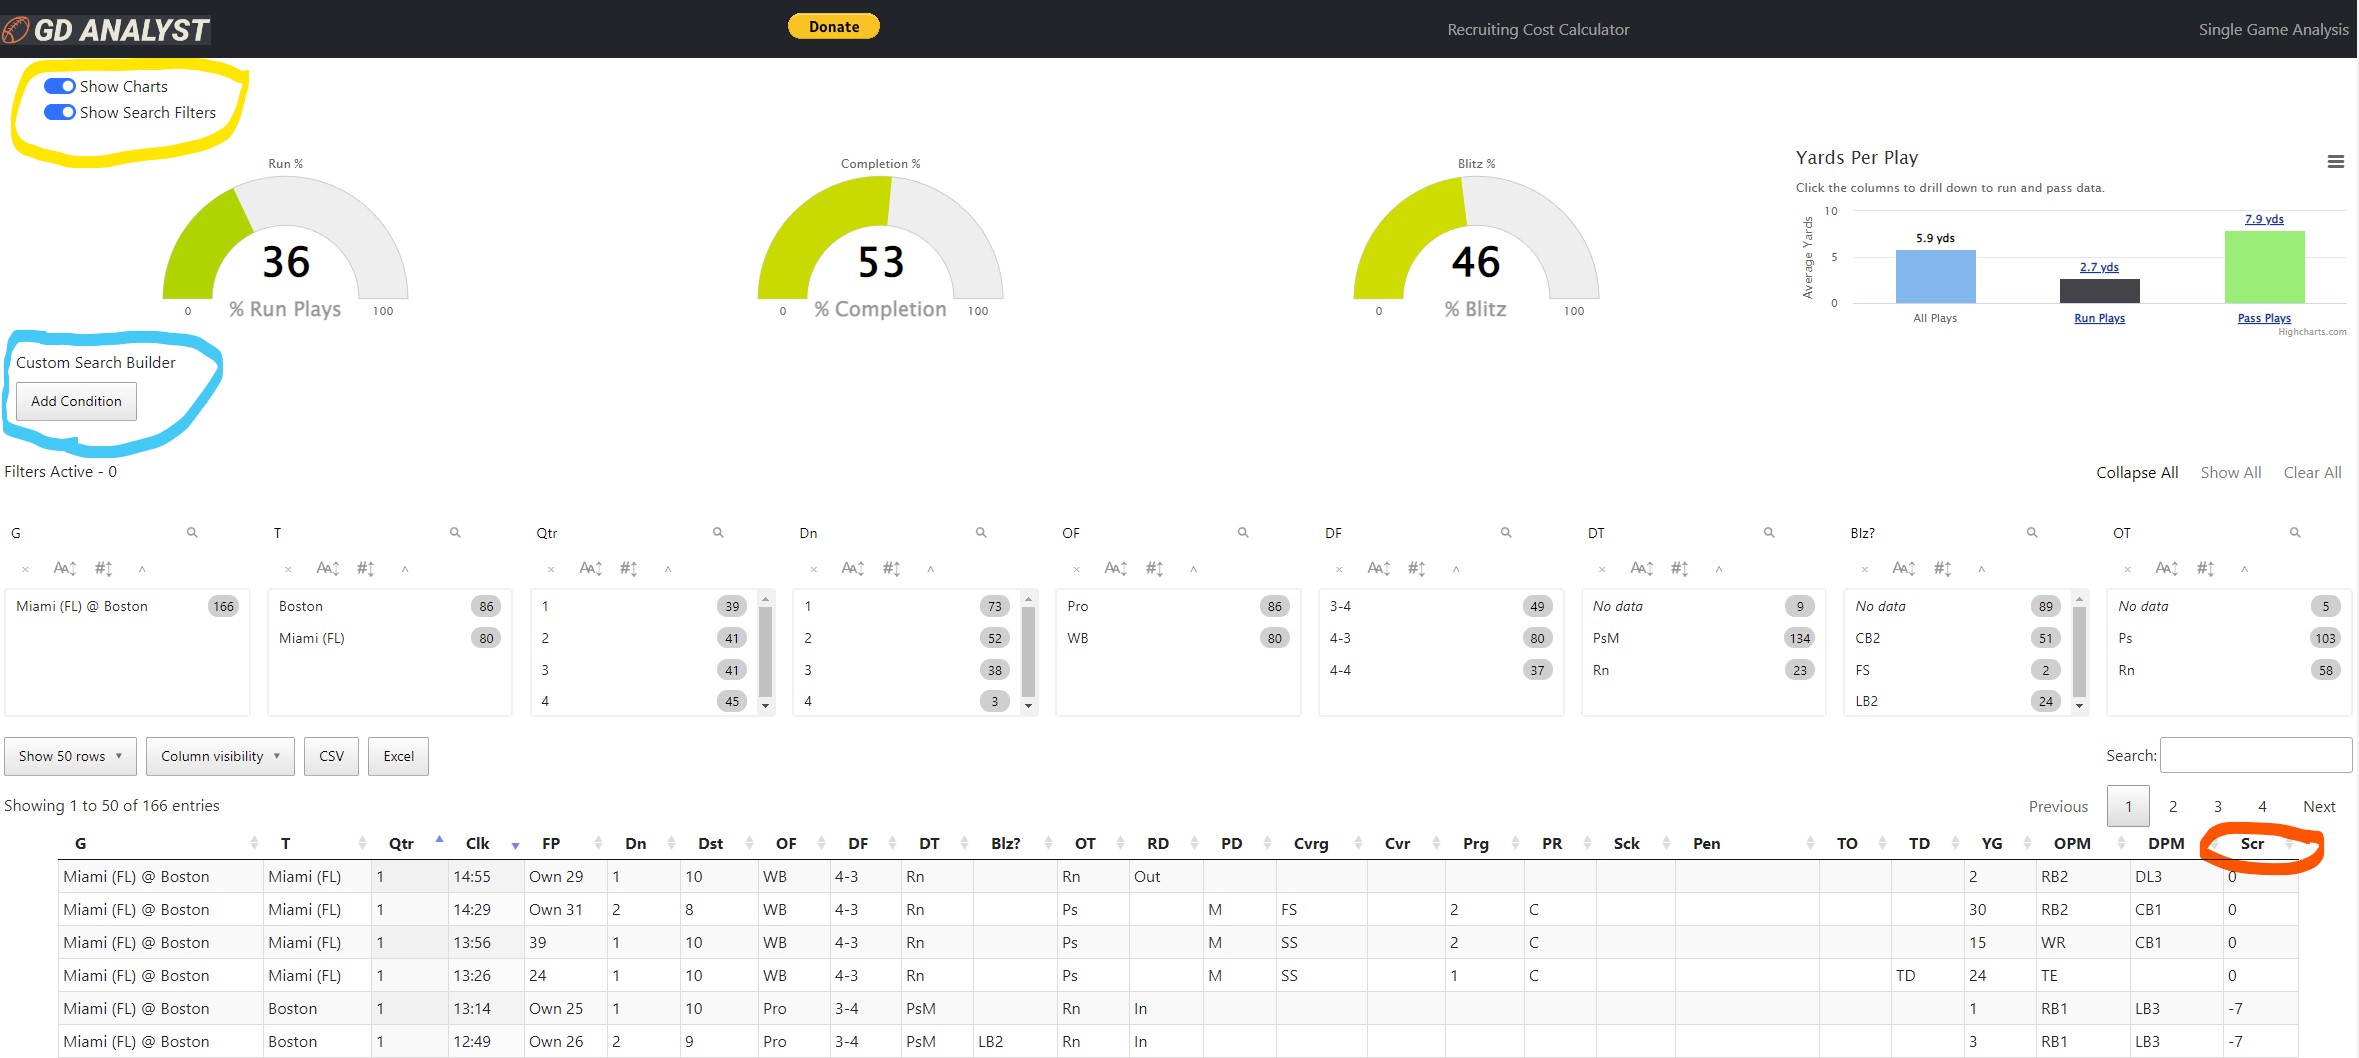 GD ANALYST Donate Recruiting Cost Calculator Single Game Analysis
Show Charts
Show Search Filters
Run %
36
% Run Plays
0 100
Completion %
53
% Completion
0 100
Blitz %
46
% Blitz
0 100
Yards Per Play
Click the columns to drill down to run and pass data.
Average Yards
10
5
0
5.9 yds
2.7 yds
7.9 yds
All Plays Run Plays Pass Plays
Highcharts.com
Custom Search Builder
Add Condition
Filters Active - 0 Collapse All Show All Clear All
G
Miami (FL) @ Boston 166
T
Boston 86
Miami (FL) 80
Qtr
1 39
2 41
3 41
4 45
Dn
1 73
2 52
3 38
4 3
OF
Pro 86
WB 80
DF
3-4 49
4-3 80
4-4 37
DT
No data 9
PsM 134
Rn 23
Blz?
No data 89
CB2 51
FS 2
LB2 24
OT
No data 5
Ps 103
Rn 58
Show 50 rows Column visibility CSV Excel Search:
Showing 1 to 50 of 166 entries Previous 1 2 3 4 Next
G T Qtr Clk FP Dn Dst OF DF DT Blz? OT RD PD Cvrg Cvr Prg PR Sck Pen TO TD YG OPM DPM Scr
Miami (FL) @ Boston Miami (FL) 1 14:55 Own 29 1 10 WB 4-3 Rn Rn Out 2 RB2 DL3 0
Miami (FL) @ Boston Miami (FL) 1 14:29 Own 31 2 8 WB 4-3 Rn Ps M FS 2 C 30 RB2 CB1 0
Miami (FL) @ Boston Miami (FL) 1 13:56 39 1 10 WB 4-3 Rn Ps M SS 2 C 15 WR CB1 0
Miami (FL) @ Boston Miami (FL) 1 13:26 24 1 10 WB 4-3 Rn Ps M SS 1 C TD 24 TE 0
Miami (FL) @ Boston Boston 1 13:14 Own 25 1 10 Pro 3-4 PsM Rn In 1 RB1 LB3 -7
Miami (FL) @ Boston Boston 1 12:49 Own 26 2 9 Pro 3-4 PsM LB2 Rn In 3 RB1 LB3 -7